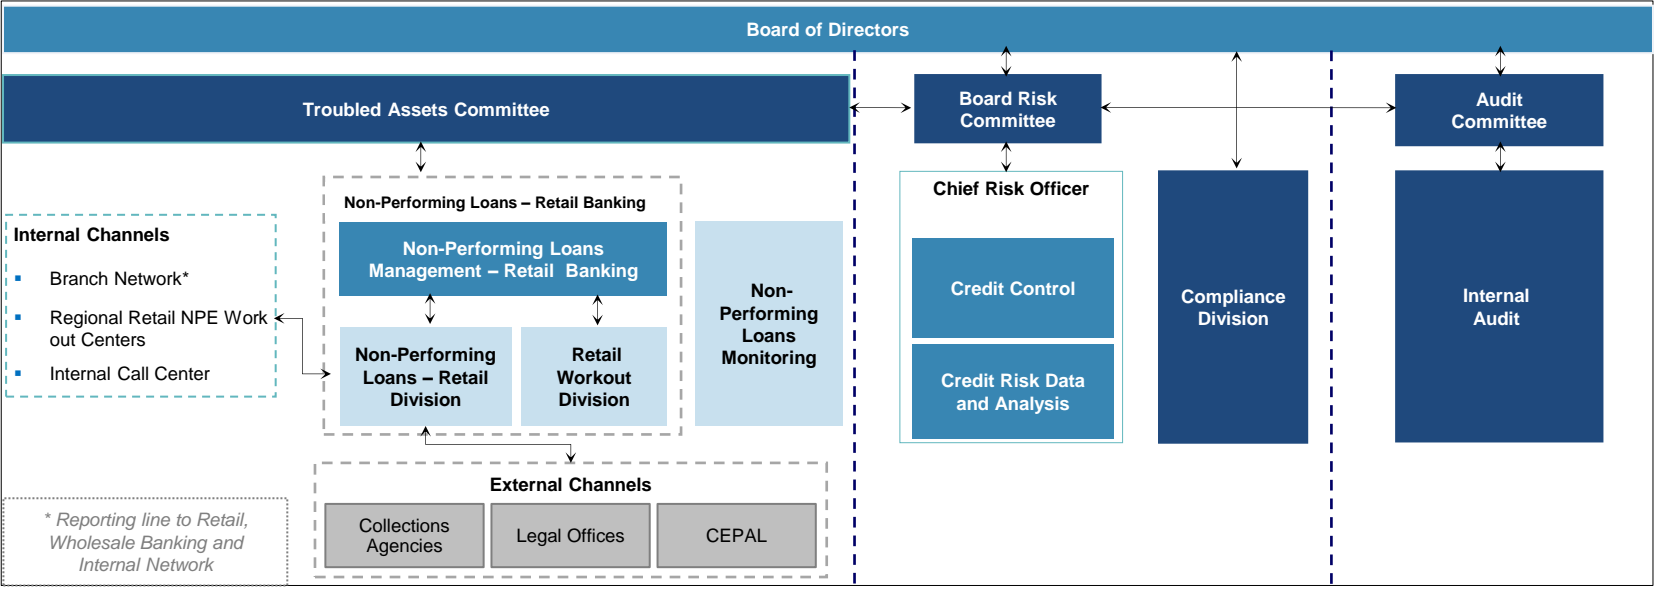 Board of Directors
Troubled Assets Committee
Board Risk
Committee
Audit
Committee
Non-Performing Loans – Retail Banking
Non-Performing Loans
Management – Retail Banking
Non-Performing
Loans – Retail
Division
Retail
Workout
Division
Non-
Performing
Loans
Monitoring
Internal Channels
▪ Branch Network*
▪ Regional Retail NPE Work
out Centers
▪ Internal Call Center
Chief Risk Officer
Credit Control
Credit Risk Data
and Analysis
Compliance
Division
Internal
Audit
External Channels
Collections
Agencies
Legal Offices
CEPAL
* Reporting line to Retail,
Wholesale Banking and
Internal Network